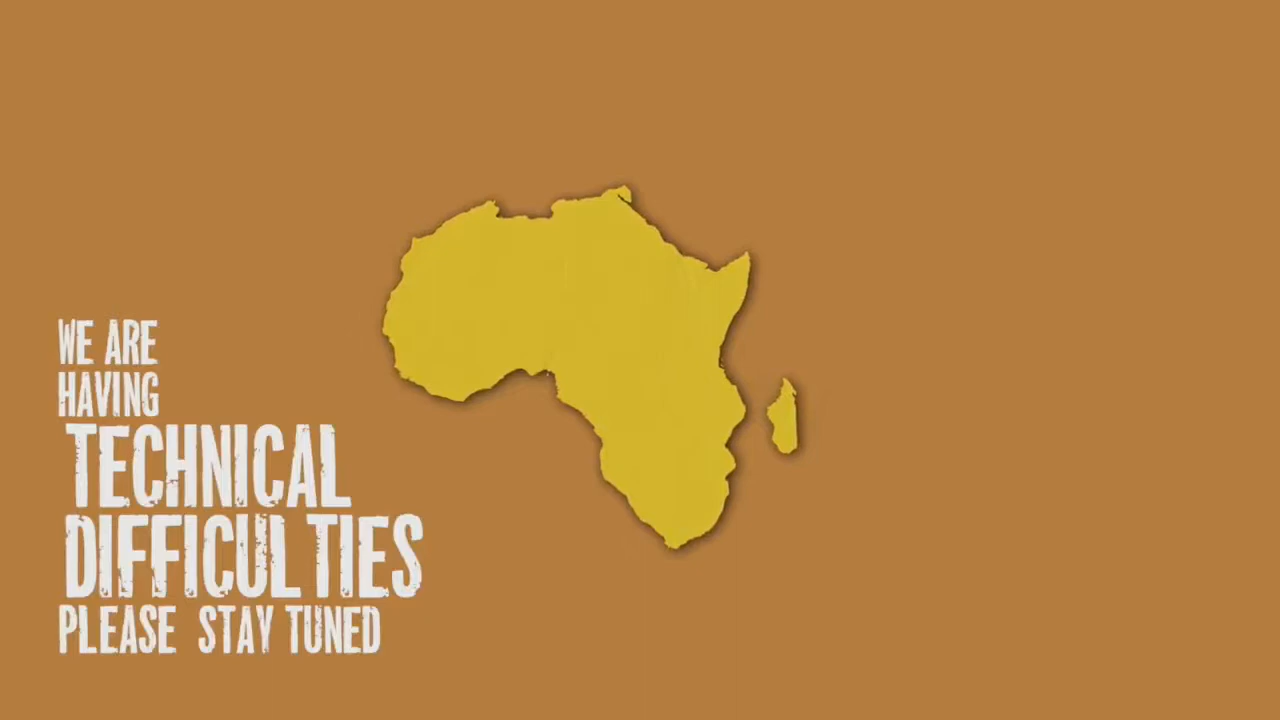 WE ARE
HAVING
TECHNICAL
DIFFICULTIES
PLEASE STAY TUNED